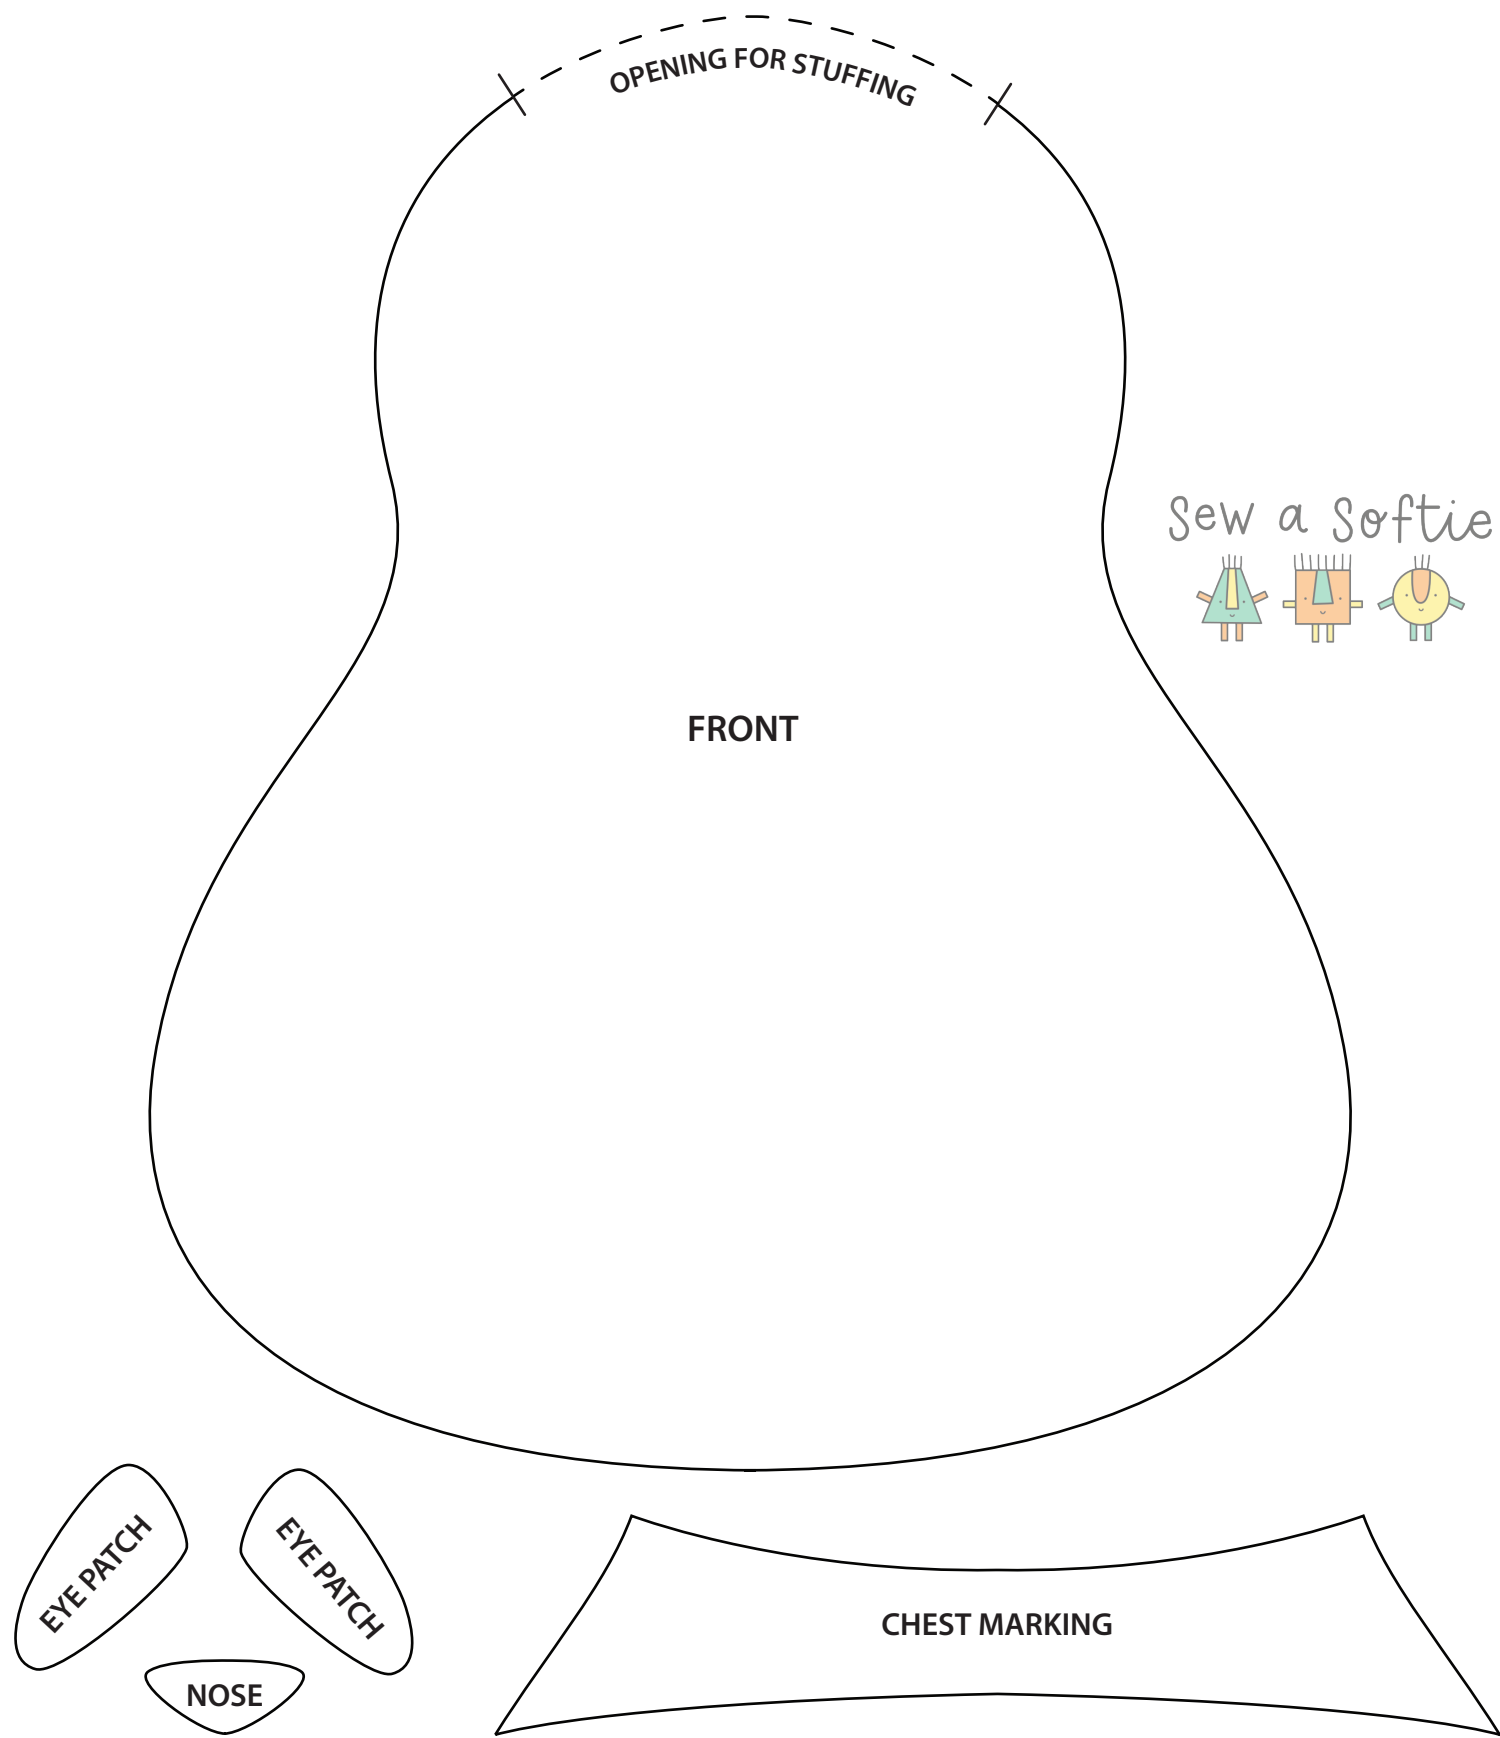 OPENING FOR STUFFING
sew a softie
FRONT
EYE PATCH
EYE PATCH
NOSE
CHEST MARKING